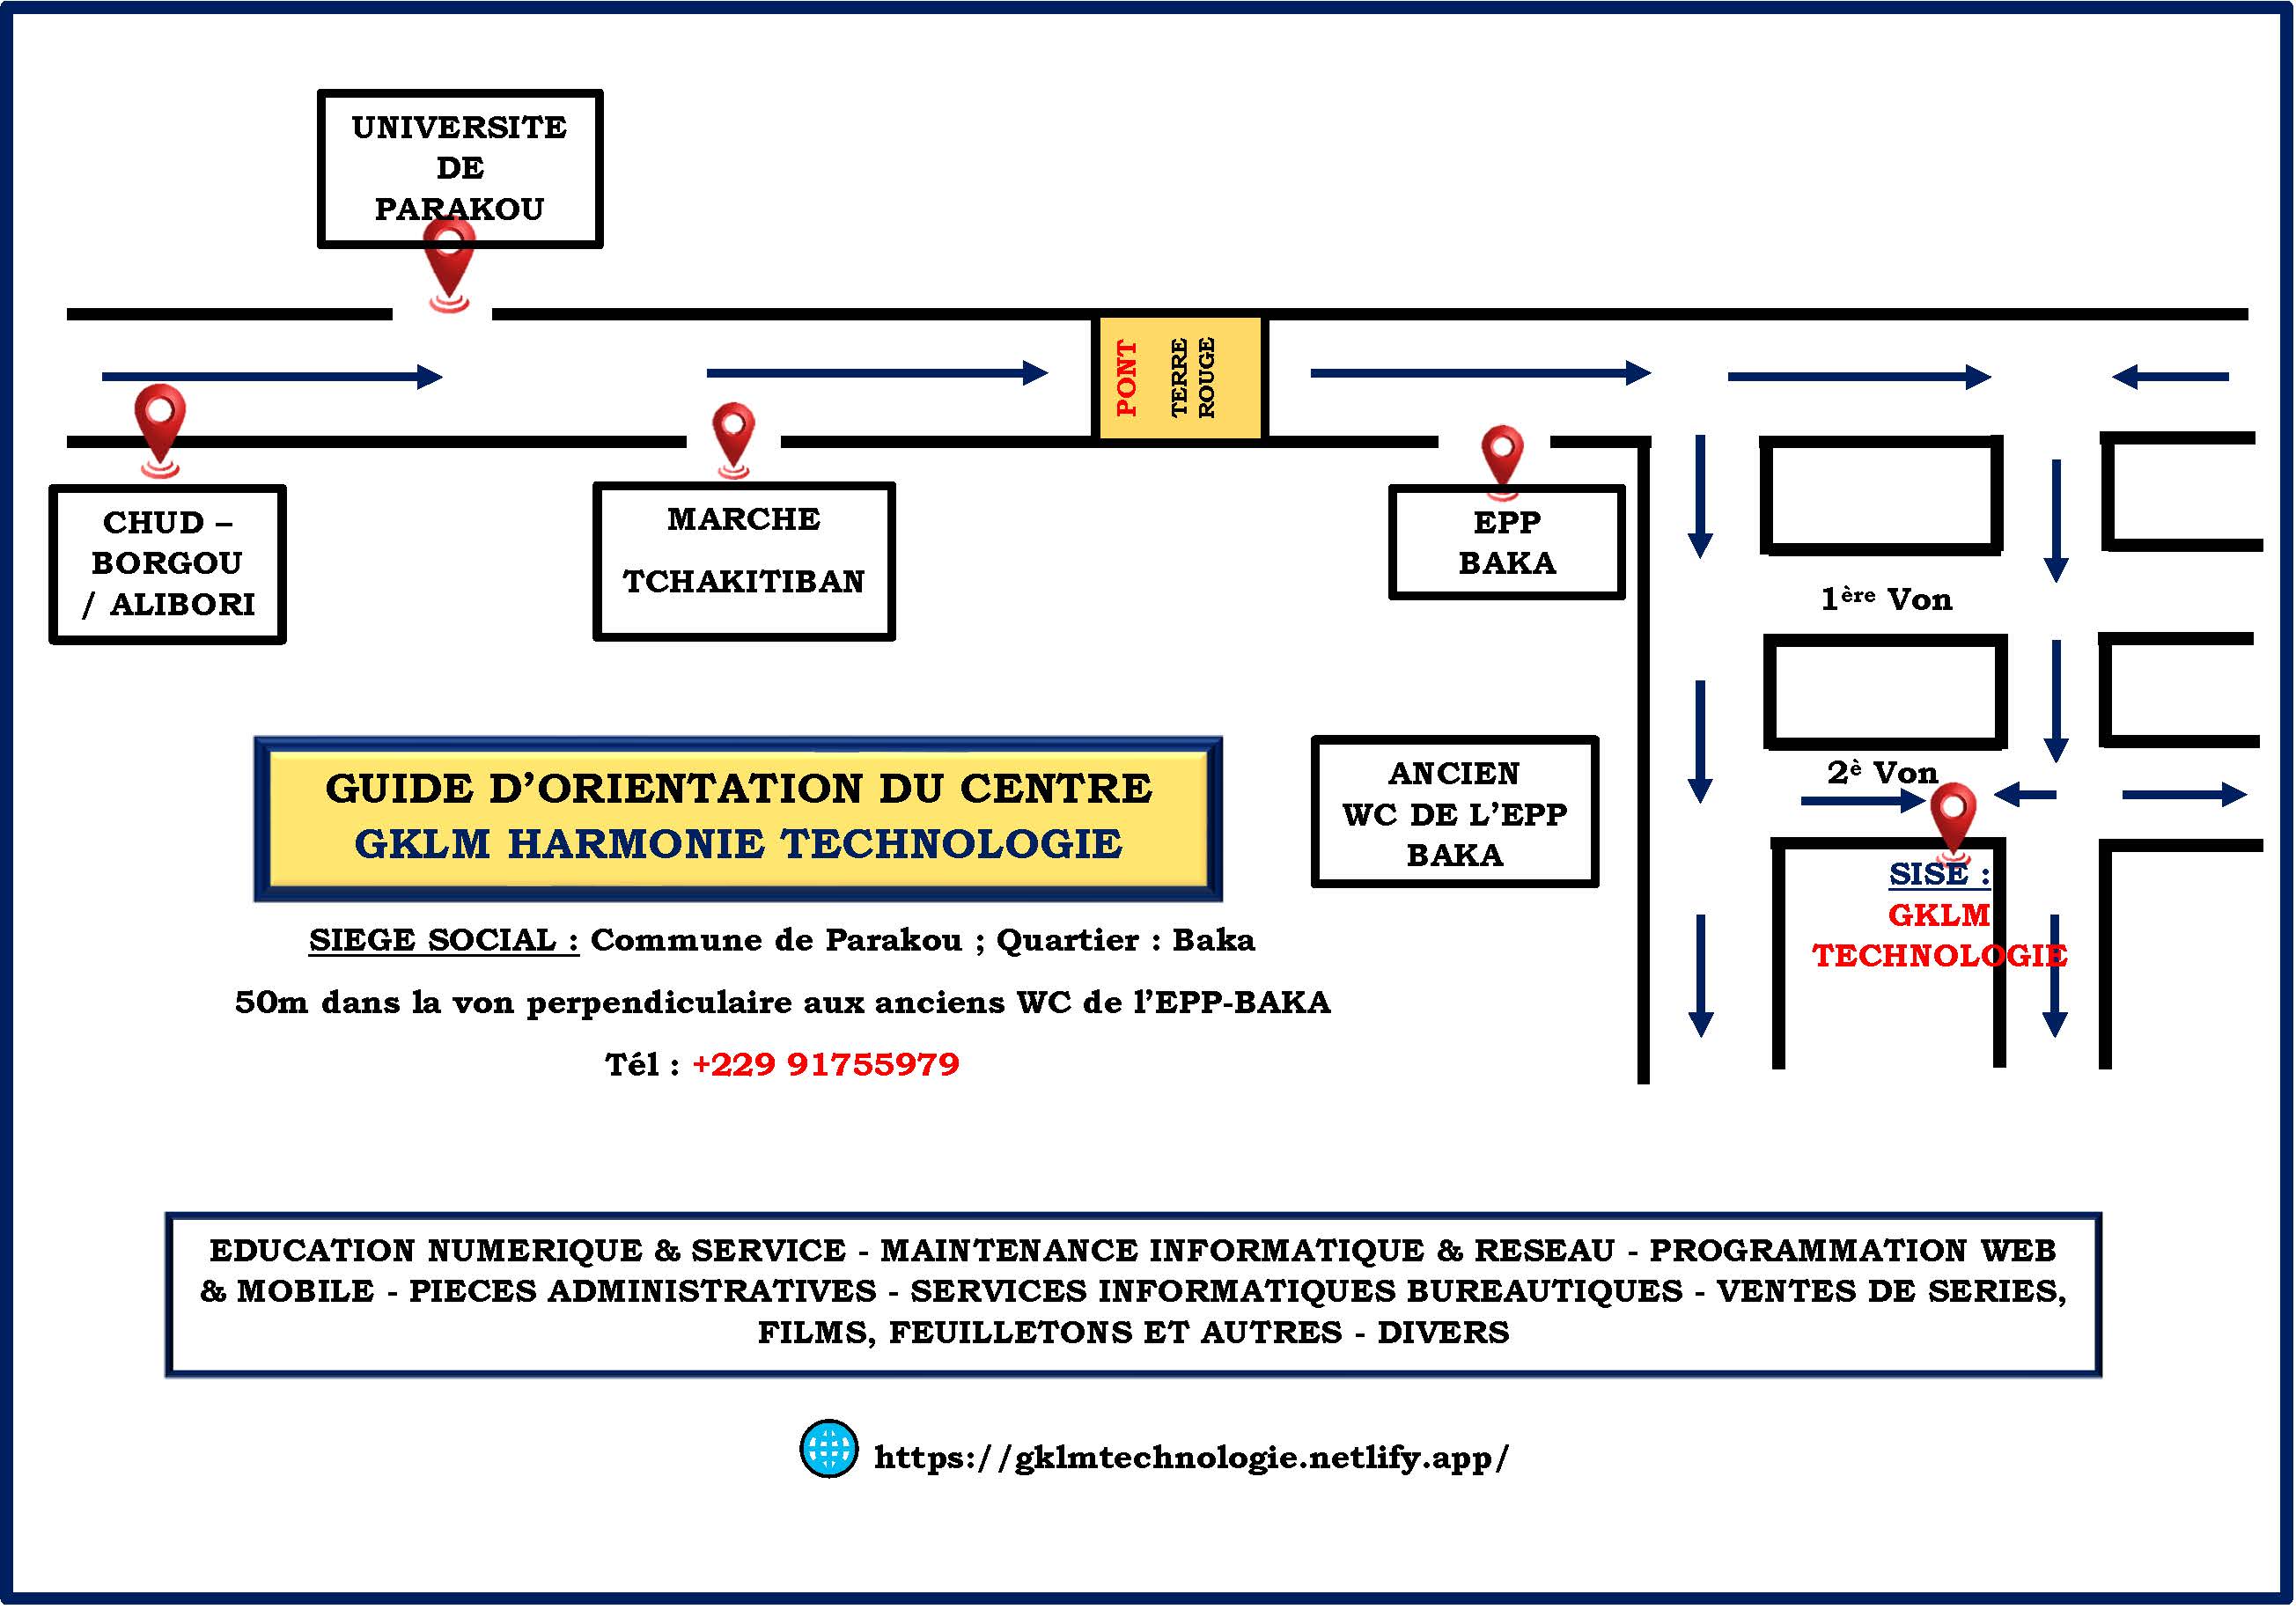 UNIVERSITE
DE
PARAKOU
PONT
TERRE
ROUGE
CHUD –
BORGOU
/ ALIBORI
MARCHE
TCHAKITIBAN
EPP
BAKA
1ère Von
2è Von
ANCIEN
WC DE L’EPP
BAKA
SISE :
GKLM
TECHNOLOGIE
GUIDE D’ORIENTATION DU CENTRE
GKLM HARMONIE TECHNOLOGIE
SIEGE SOCIAL : Commune de Parakou ; Quartier : Baka
50m dans la von perpendiculaire aux anciens WC de l’EPP-BAKA
Tél : +229 91755979
EDUCATION NUMERIQUE & SERVICE - MAINTENANCE INFORMATIQUE & RESEAU - PROGRAMMATION WEB
& MOBILE - PIECES ADMINISTRATIVES - SERVICES INFORMATIQUES BUREAUTIQUES - VENTES DE SERIES,
FILMS, FEUILLETONS ET AUTRES - DIVERS
https://gklmtechnologie.netlify.app/